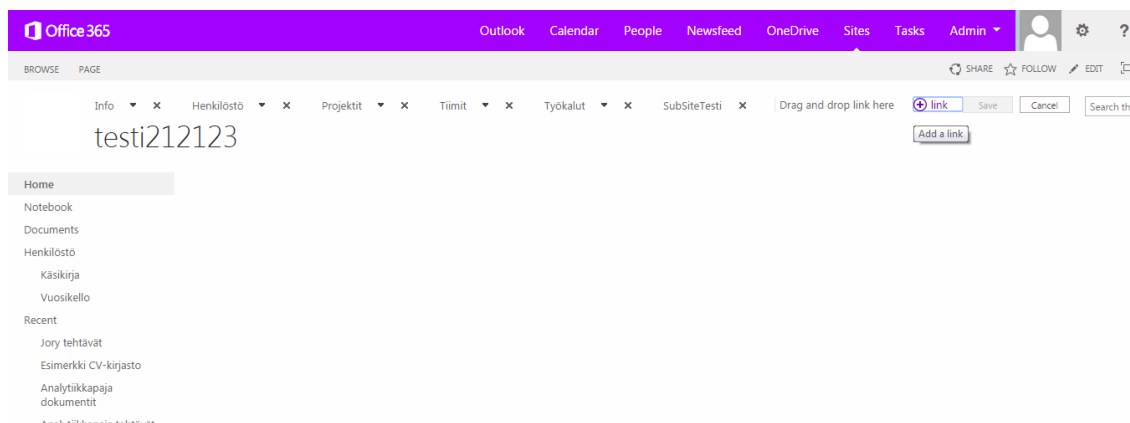 Office 365 Outlook Calendar People Newsfeed OneDrive Sites Tasks Admin ?
BROWSE PAGE SHARE FOLLOW EDIT
Info Henkilöstö Projektit Tiimit Työkalut SubSiteTesti Drag and drop link here link Save Cancel Search th
testi212123
Add a link
Home
Notebook
Documents
Henkilöstö
Käsikirja
Vuosikello
Recent
Jory tehtävät
Esimerkki CV-kirjasto
Analytiikkapaja
dokumentit